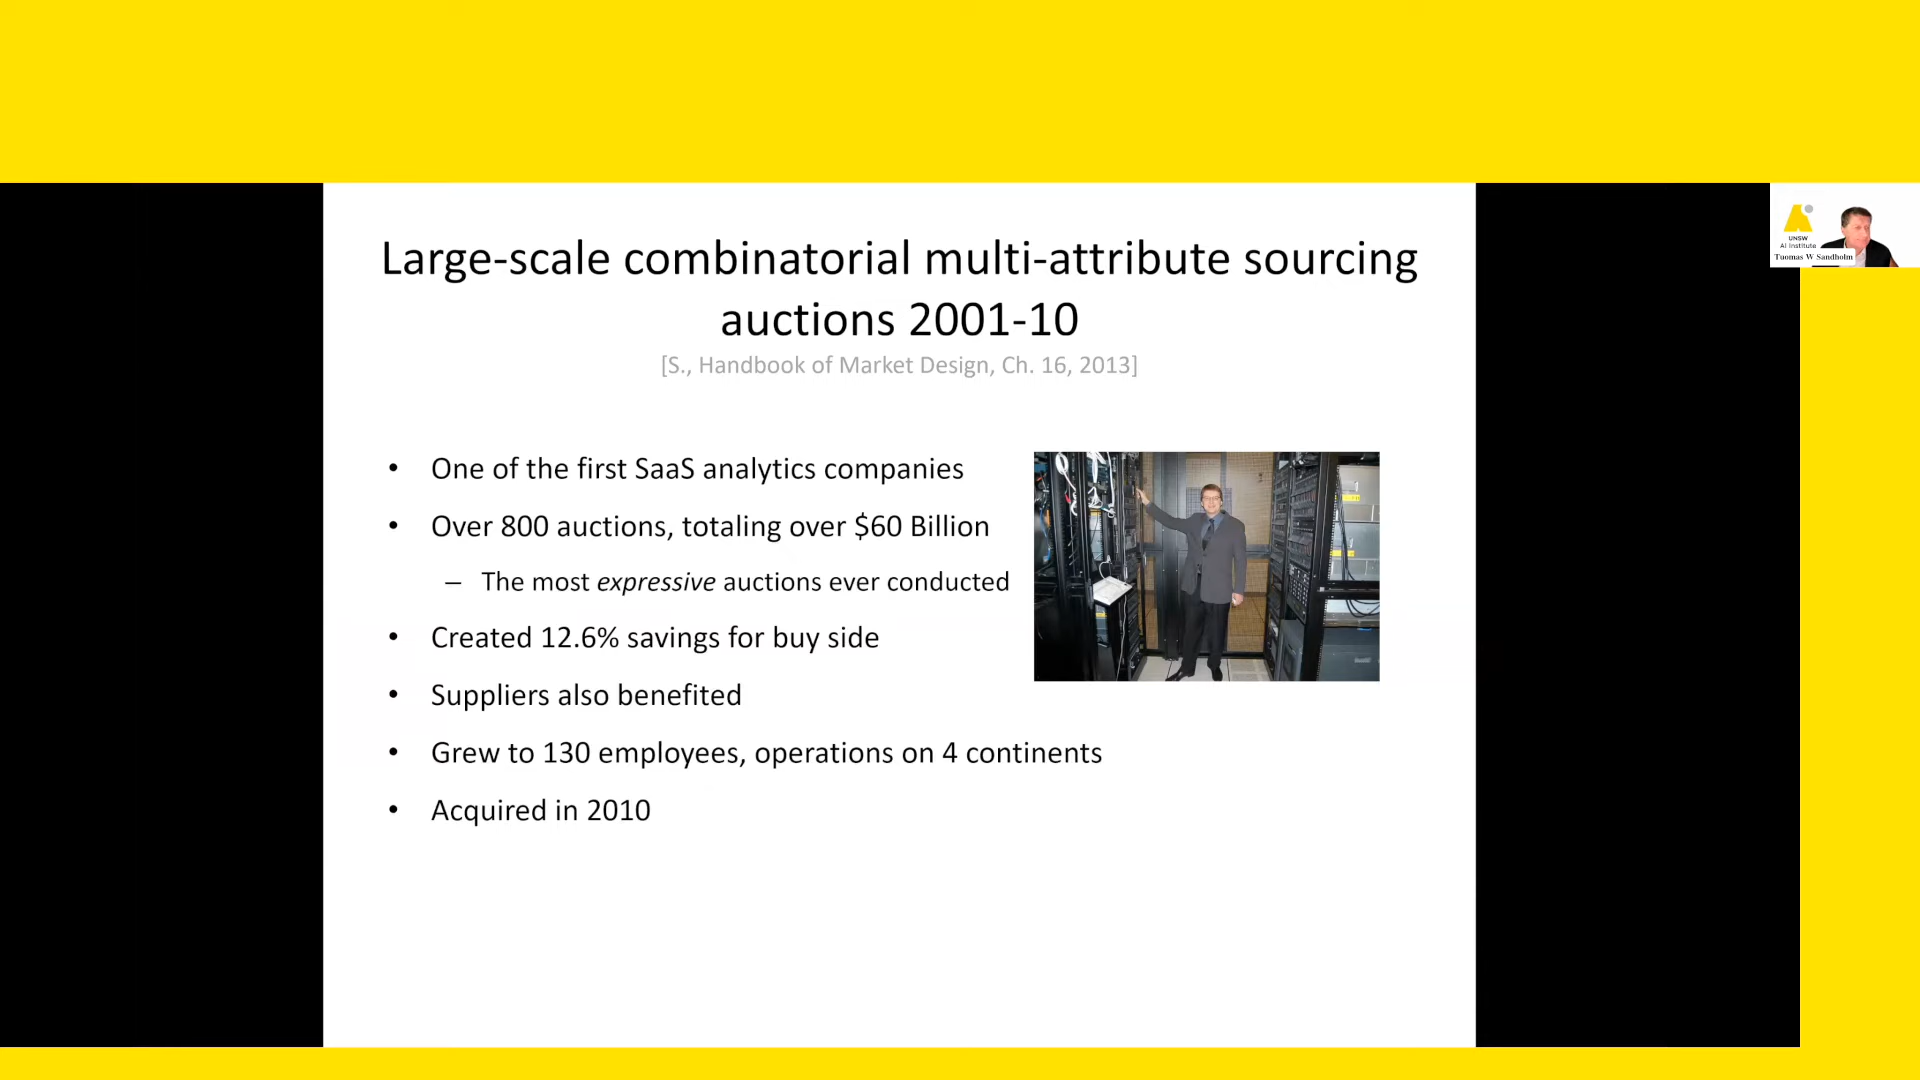 Large-scale combinatorial multi-attribute sourcing
auctions 2001-10
[S., Handbook of Market Design, Ch. 16, 2013]
• One of the first SaaS analytics companies
• Over 800 auctions, totaling over $60 Billion
– The most expressive auctions ever conducted
• Created 12.6% savings for buy side
• Suppliers also benefited
• Grew to 130 employees, operations on 4 continents
• Acquired in 2010
UNSW
AI Institute
Tuomas W Sandholm